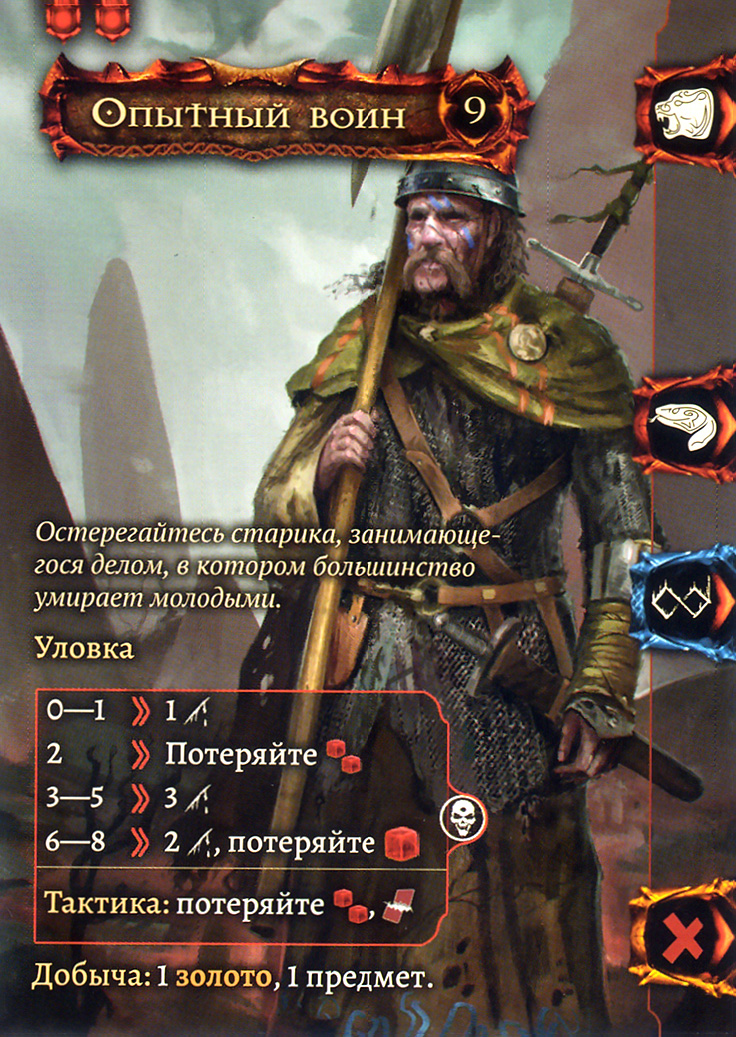 Опытный воин 9
Остерегайтесь старика, занимающе-
гося делом, в котором большинство
умирает молодыми.
Уловка
0—1 » 1
2 » Потеряйте
3—5 » 3
6—8 » 2 , потеряйте
Тактика: потеряйте ,
Добыча: 1 золото, 1 предмет.